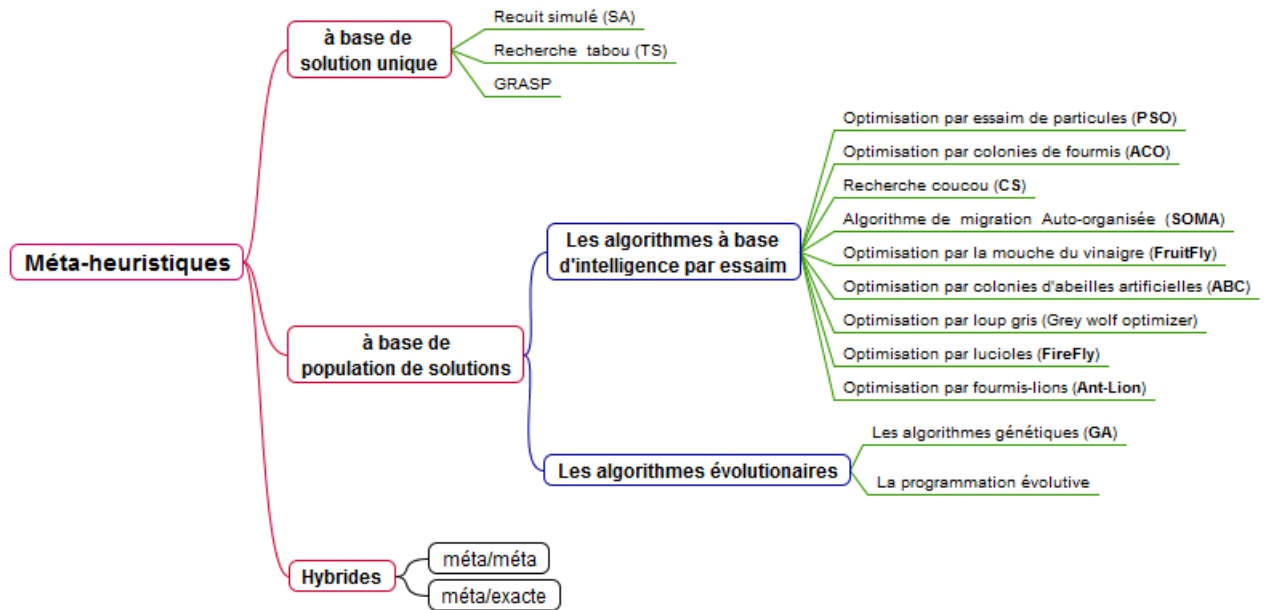 Méta-heuristiques
à base de
solution unique
Recuit simulé (SA)
Recherche tabou (TS)
GRASP
à base de
population de solutions
Les algorithmes à base
d'intelligence par essaim
Optimisation par essaim de particules (PSO)
Optimisation par colonies de fourmis (ACO)
Recherche coucou (CS)
Algorithme de migration Auto-organisée (SOMA)
Optimisation par la mouche du vinaigre (FruitFly)
Optimisation par colonies d'abeilles artificielles (ABC)
Optimisation par loup gris (Grey wolf optimizer)
Optimisation par lucioles (FireFly)
Optimisation par fourmis-lions (Ant-Lion)
Les algorithmes évolutionaires
Les algorithmes génétiques (GA)
La programmation évolutive
Hybrides
méta/méta
méta/exacte